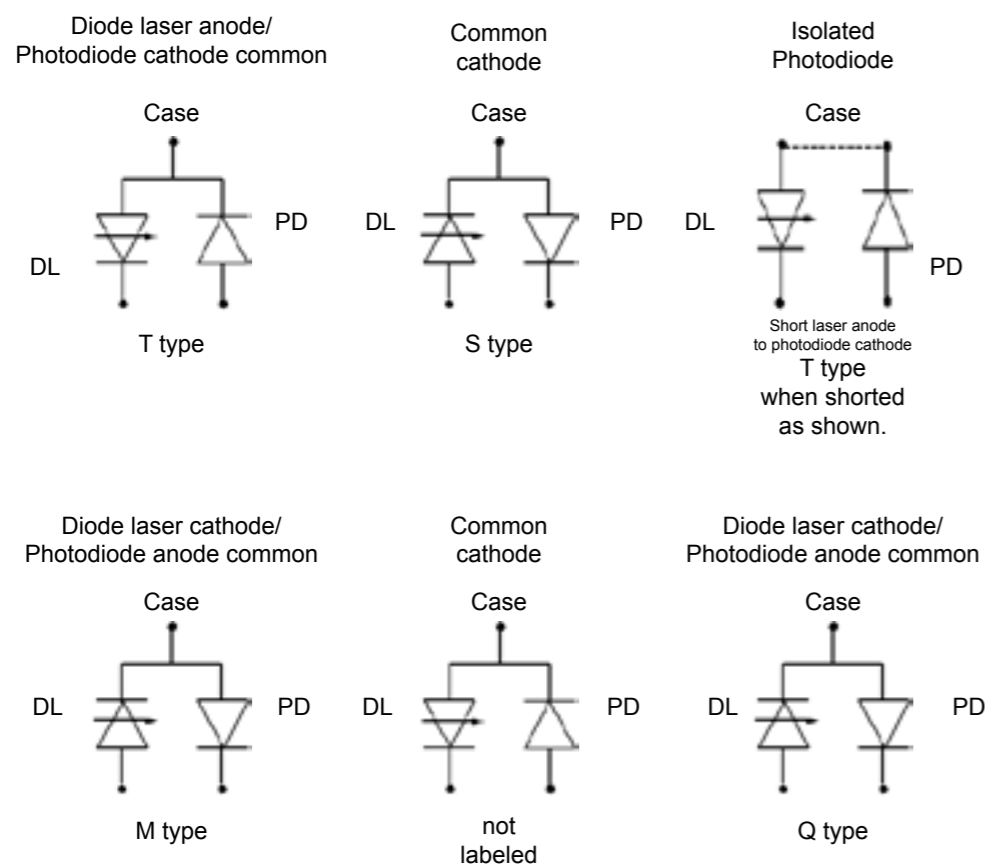 Diode laser anode/
Photodiode cathode common
Case
DL
PD
T type
Common
cathode
Case
DL
PD
S type
Isolated
Photodiode
Case
DL
PD
Short laser anode
to photodiode cathode
T type
when shorted
as shown.
Diode laser cathode/
Photodiode anode common
Case
DL
PD
M type
Common
cathode
Case
DL
PD
not
labeled
Diode laser cathode/
Photodiode anode common
Case
DL
PD
Q type